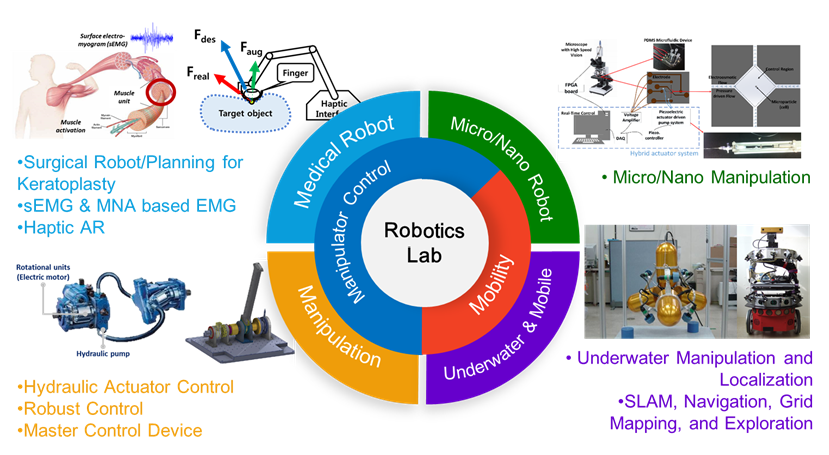 Surface electro-
myogram (sEMG)
Muscle
unit
Muscle
activation
F des
F aug
F real
Finger
Target object
Haptic
Interf
•Surgical Robot/Planning for
Keratoplasty
•sEMG & MNA based EMG
•Haptic AR
Medical Robot
Micro/Nano Robot
Manipulator Control
Mobility
Robotics
Lab
Manipulation
Underwater & Mobile
Microscope
with High Speed
Vision
PDMS Microfluidic Device
FPGA
board
Real-Time Control
DAQ
Voltage
Amplifier
Piezo.
controller
Piezoelectric
actuator driven
pump system
Hybrid actuator system
Control Region
Microparticle
(cell)
• Micro/Nano Manipulation
Rotational units
(Electric motor)
Hydraulic pump
•Hydraulic Actuator Control
•Robust Control
•Master Control Device
• Underwater Manipulation and
Localization
•SLAM, Navigation, Grid
Mapping, and Exploration